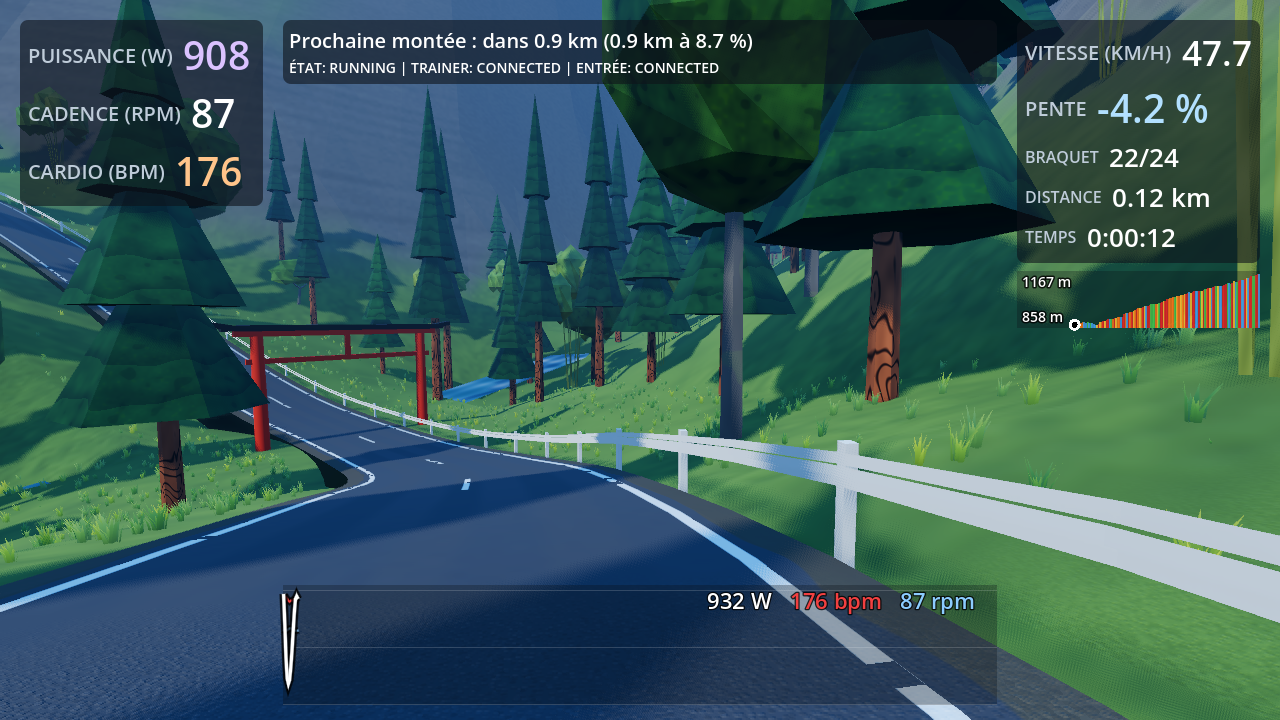 PUISSANCE (W) 908
CADENCE (RPM) 87
CARDIO (BPM) 176
Prochaine montée : dans 0.9 km (0.9 km à 8.7 %)
ÉTAT: RUNNING | TRAINER: CONNECTED | ENTRÉE: CONNECTED
VITESSE (KM/H) 47.7
PENTE -4.2 %
BRAQUET 22/24
DISTANCE 0.12 km
TEMPS 0:00:12
1167 m
858 m
932 W 176 bpm 87 rpm